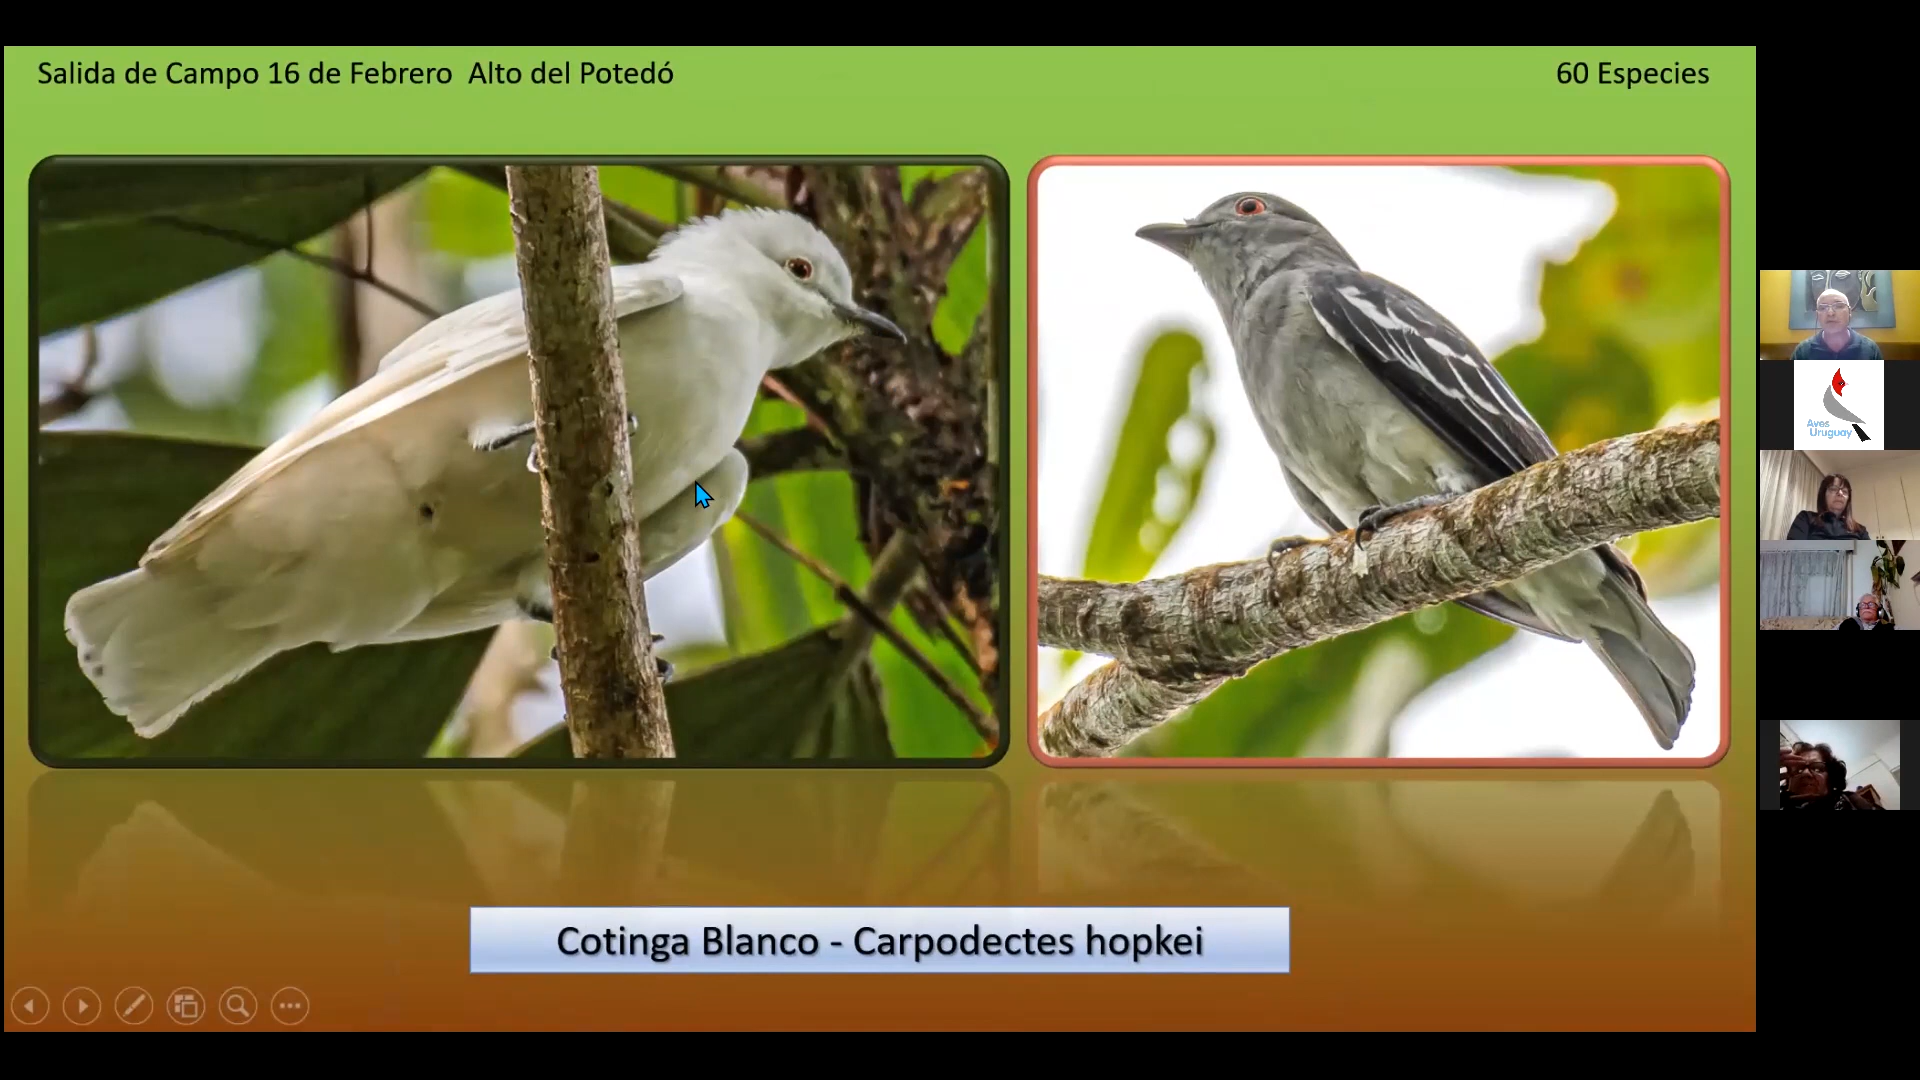 Salida de Campo 16 de Febrero  Alto del Potedó
60 Especies
Aves
Uruguay
Cotinga Blanco - Carpodectes hopkei